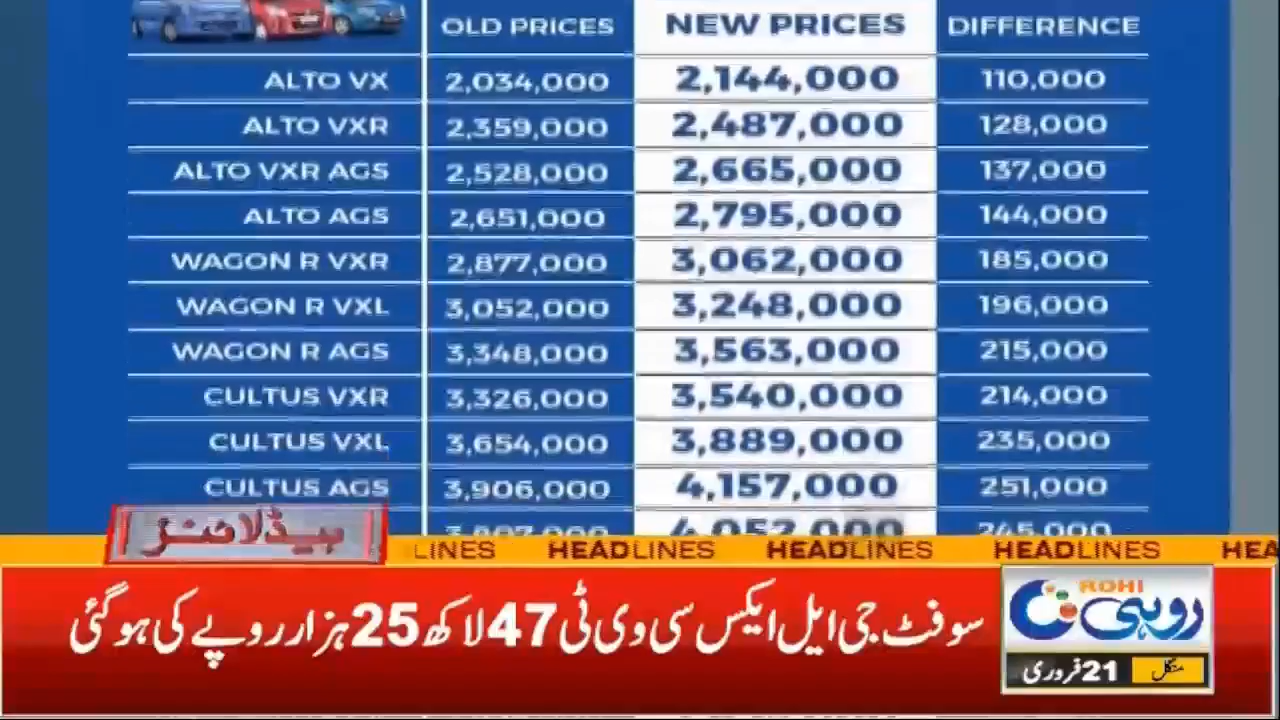 OLD PRICES NEW PRICES DIFFERENCE
ALTO VX 2,034,000 2,144,000 110,000
ALTO VXR 2,359,000 2,487,000 128,000
ALTO VXR AGS 2,528,000 2,665,000 137,000
ALTO AGS 2,651,000 2,795,000 144,000
WAGON R VXR 2,877,000 3,062,000 185,000
WAGON R VXL 3,052,000 3,248,000 196,000
WAGON R AGS 3,348,000 3,563,000 215,000
CULTUS VXR 3,326,000 3,540,000 214,000
CULTUS VXL 3,654,000 3,889,000 235,000
CULTUS AGS 3,906,000 4,157,000 251,000
4,052,000 245,000
ہیڈلائنز
LINES HEADLINES HEADLINES HEADLINES HEA
سوفٹ جی ایل ایکس سی وی ٹی 47 لاکھ 25 ہزار روپے کی ہوگئی
ROHI
روہی
منگل 21 فروری